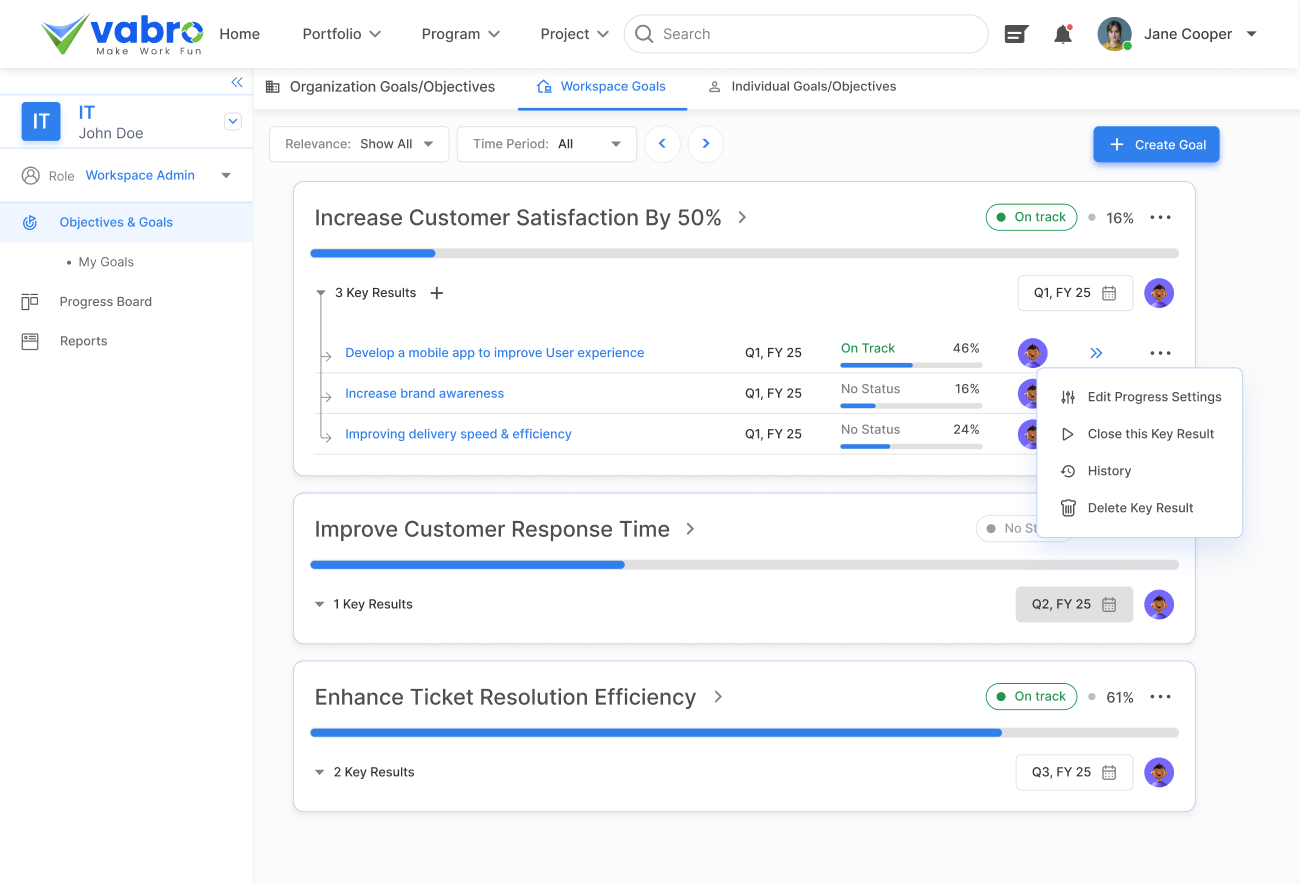 vabro
Make Work Fun
Home
Portfolio
Program
Project
Search
Jane Cooper
Organization Goals/Objectives
Workspace Goals
Individual Goals/Objectives
IT
IT
John Doe
Role Workspace Admin
Objectives & Goals
• My Goals
Progress Board
Reports
Relevance: Show All
Time Period: All
+ Create Goal
Increase Customer Satisfaction By 50%
On track
16%
3 Key Results +
Q1, FY 25
Develop a mobile app to improve User experience
Q1, FY 25
On Track
46%
Increase brand awareness
Q1, FY 25
No Status
16%
Improving delivery speed & efficiency
Q1, FY 25
No Status
24%
Edit Progress Settings
Close this Key Result
History
Delete Key Result
Improve Customer Response Time
No
1 Key Results
Q2, FY 25
Enhance Ticket Resolution Efficiency
On track
61%
2 Key Results
Q3, FY 25